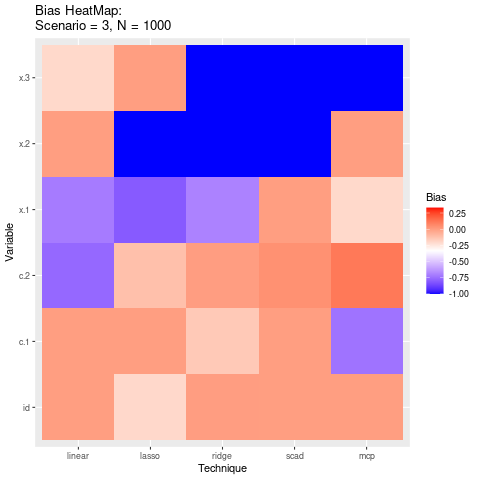 Bias HeatMap:
Scenario = 3, N = 1000
x.3
x.2
x.1
c.2
c.1
id
Variable
linear
lasso
ridge
scad
mcp
Technique
Bias
0.25
0.00
-0.25
-0.50
-0.75
-1.00